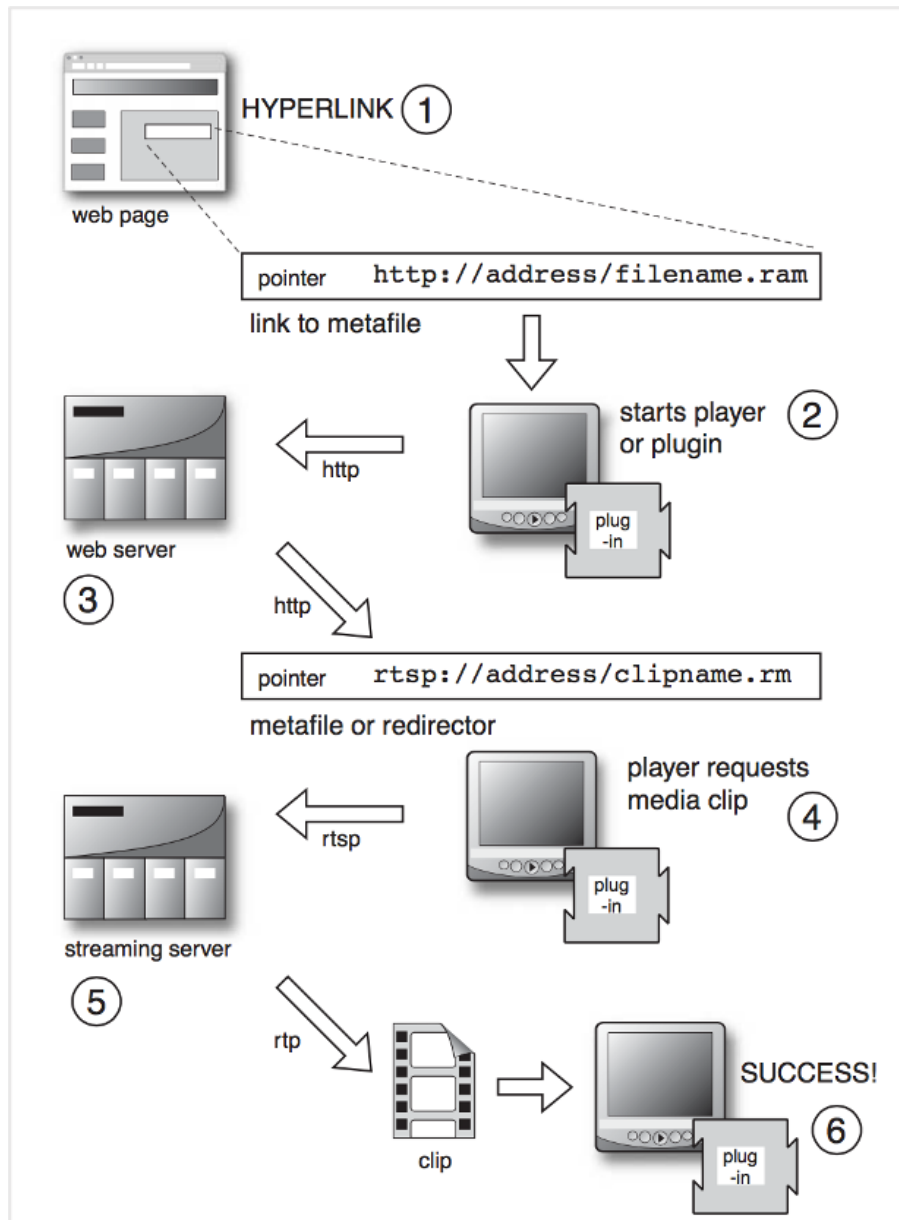 HYPERLINK 1
web page
pointer http://address/filename.ram
link to metafile
starts player 2
or plugin
http
plug
-in
web server
3
http
pointer rtsp://address/clipname.rm
metafile or redirector
player requests
media clip 4
rtsp
plug
-in
streaming server
5
rtp
SUCCESS!
6
clip
plug
-in